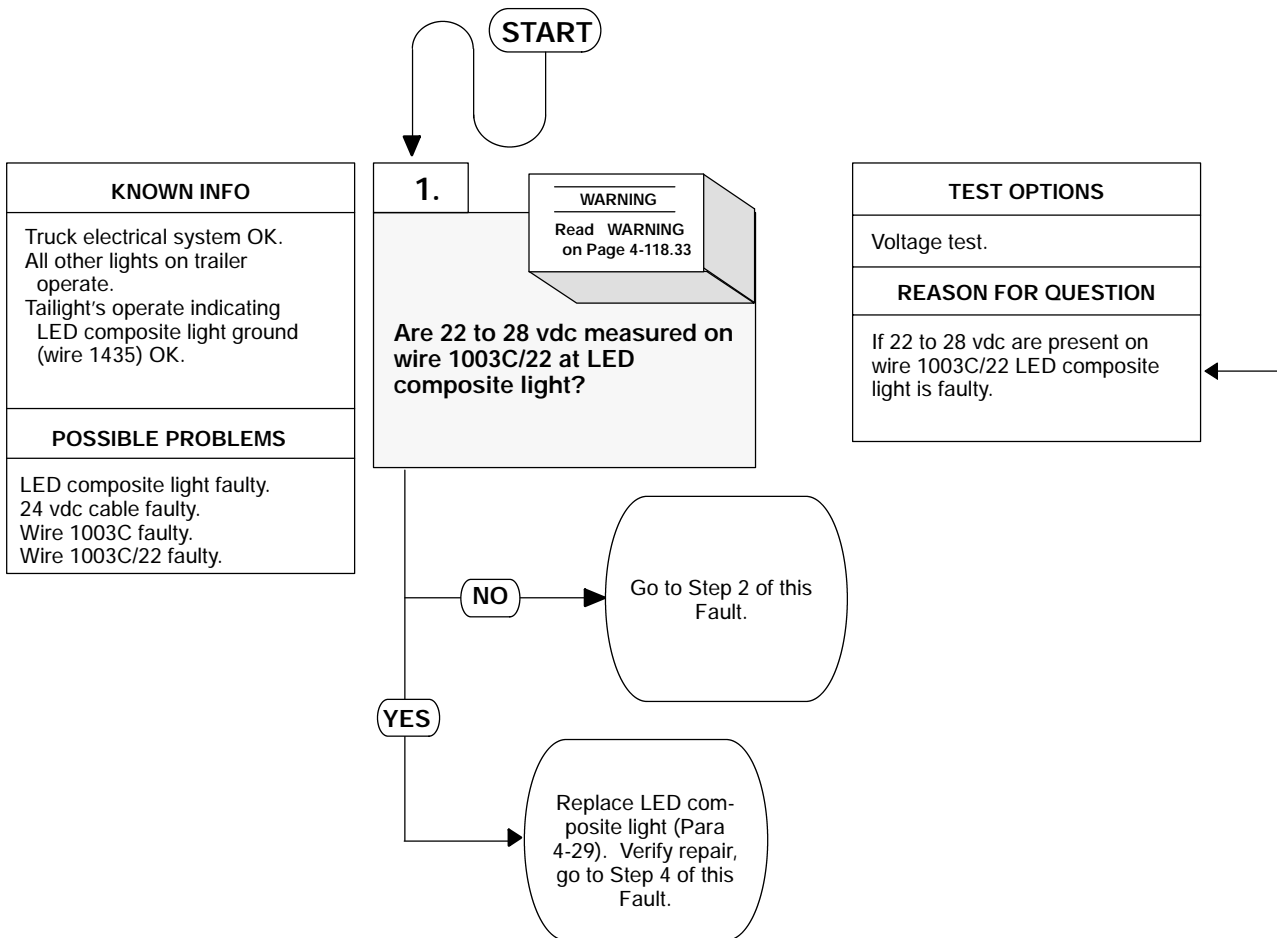 START
KNOWN INFO
Truck electrical system OK.
All other lights on trailer
operate.
Tailight's operate indicating
LED composite light ground
(wire 1435) OK.
POSSIBLE PROBLEMS
LED composite light faulty.
24 vdc cable faulty.
Wire 1003C faulty.
Wire 1003C/22 faulty.
1.
WARNING
Read WARNING
on Page 4-118.33
Are 22 to 28 vdc measured on
wire 1003C/22 at LED
composite light?
TEST OPTIONS
Voltage test.
REASON FOR QUESTION
If 22 to 28 vdc are present on
wire 1003C/22 LED composite
light is faulty.
NO
Go to Step 2 of this
Fault.
YES
Replace LED com-
posite light (Para
4-29). Verify repair,
go to Step 4 of this
Fault.